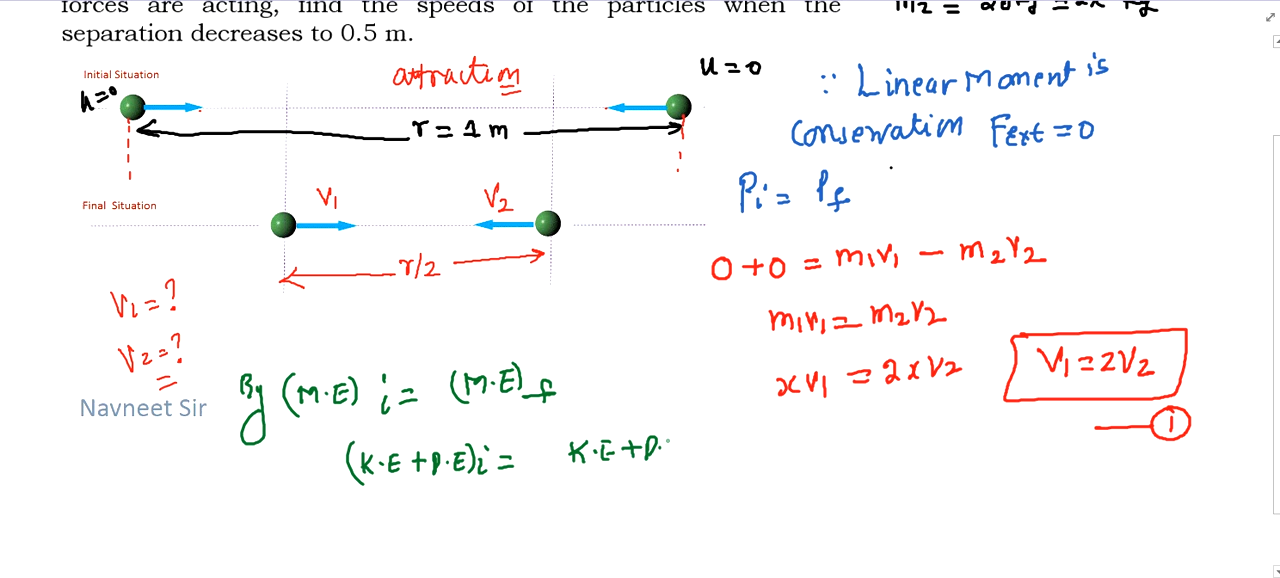 forces are acting, find the speeds of the particles when the
separation decreases to 0.5 m.
Initial Situation
attraction
u=0
u=0
r = 1 m
∵ Linear Moment is
Conservation Fext = 0
Final Situation
V1
V2
Pi = Pf
r/2
0+0 = m1v1 - m2v2
V1=?
m1v1 = m2v2
V2=?
xv1 = 2xv2
V1=2V2
Navneet Sir
By (M.E)i = (M.E)f
1
(K.E+P.E)i = K.E+P.